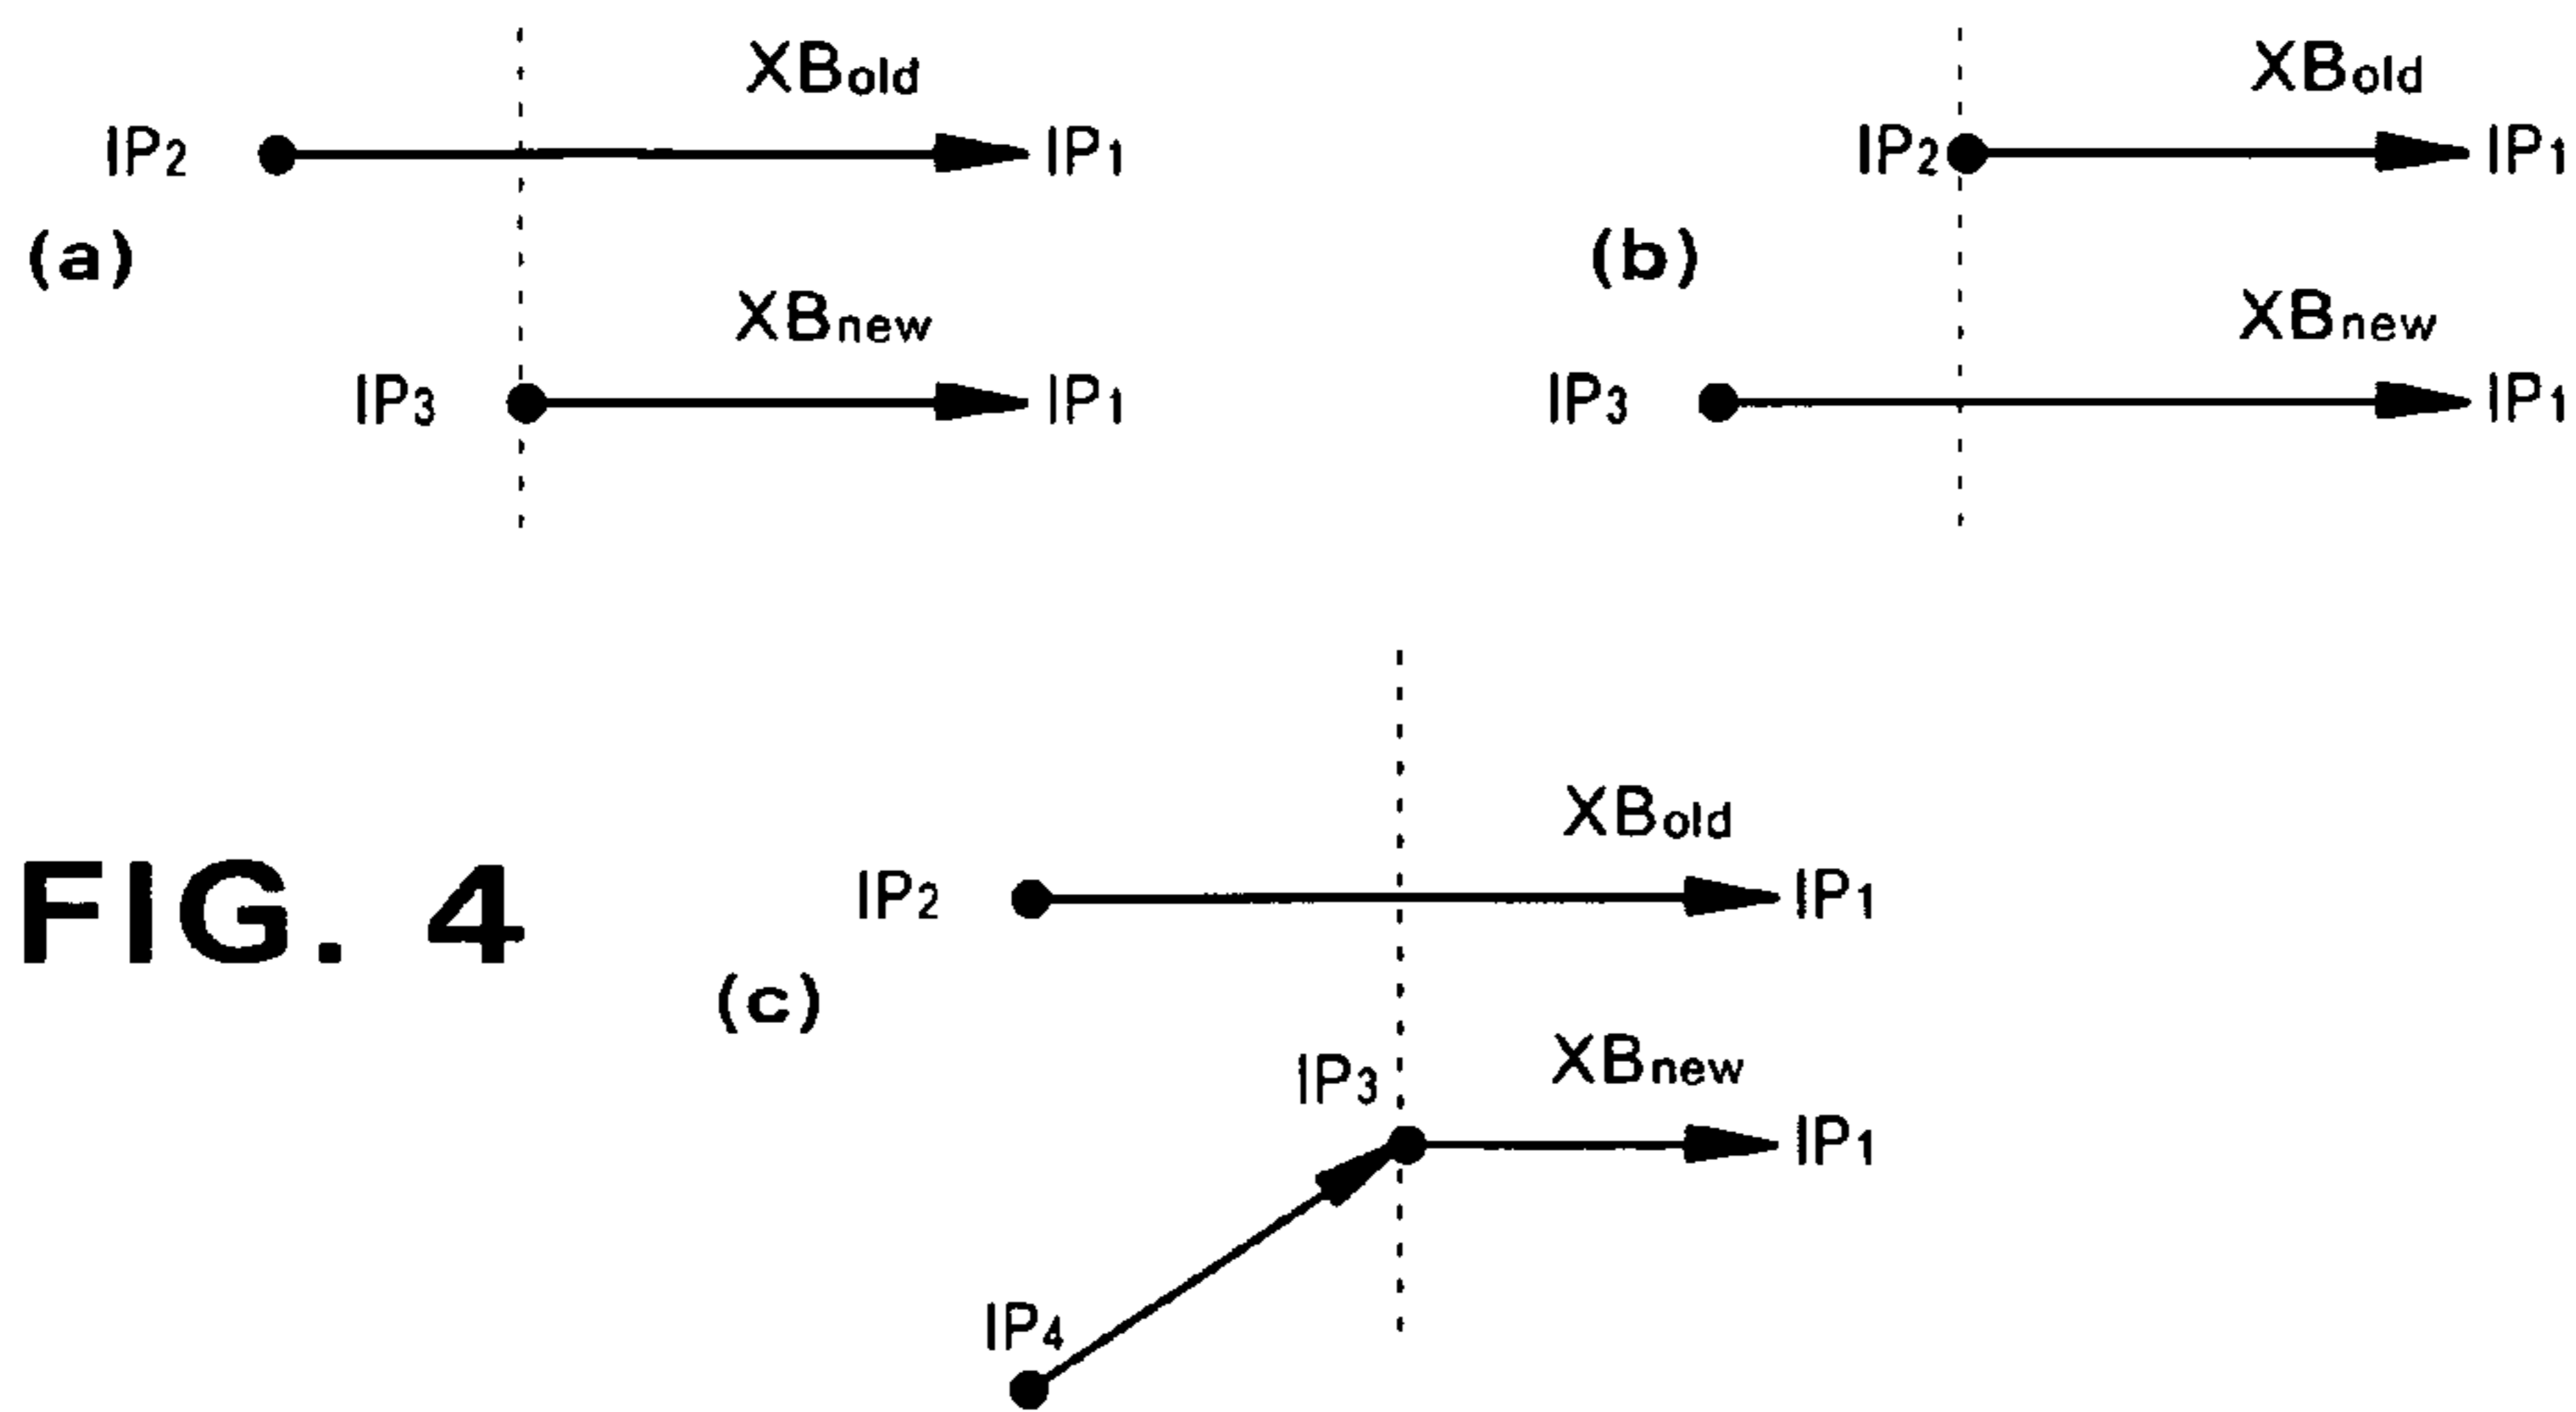 XBold
IP2 IP1
(a)
XBnew
IP3 IP1
XBold
IP2 IP1
(b)
XBnew
IP3 IP1
FIG. 4
XBold
IP2 IP1
(c)
XBnew
IP3 IP1
IP4